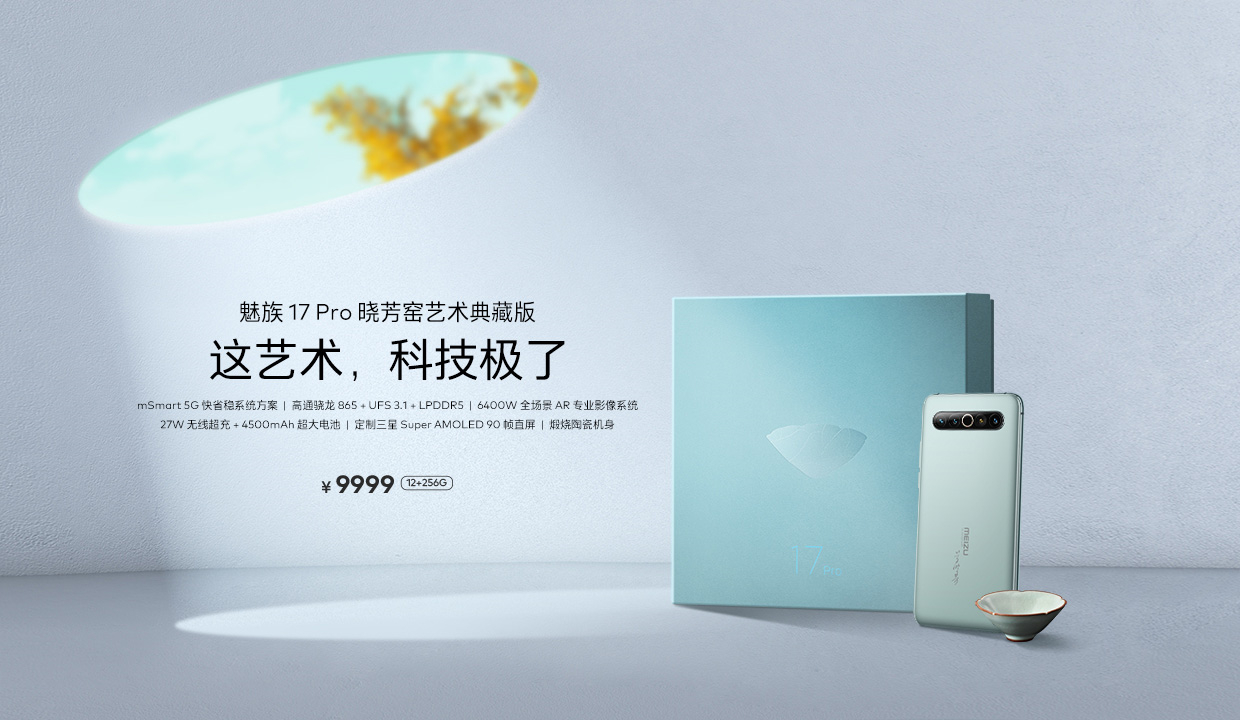 魅族 17 Pro 晓芳窑艺术典藏版
这艺术，科技极了
mSmart 5G 快省稳系统方案 | 高通骁龙 865 + UFS 3.1 + LPDDR5 | 6400W 全场景 AR 专业影像系统
27W 无线超充 + 4500mAh 超大电池 | 定制三星 Super AMOLED 90 帧直屏 | 煅烧陶瓷机身
¥ 9999 12+256G
17 Pro
MEIZU